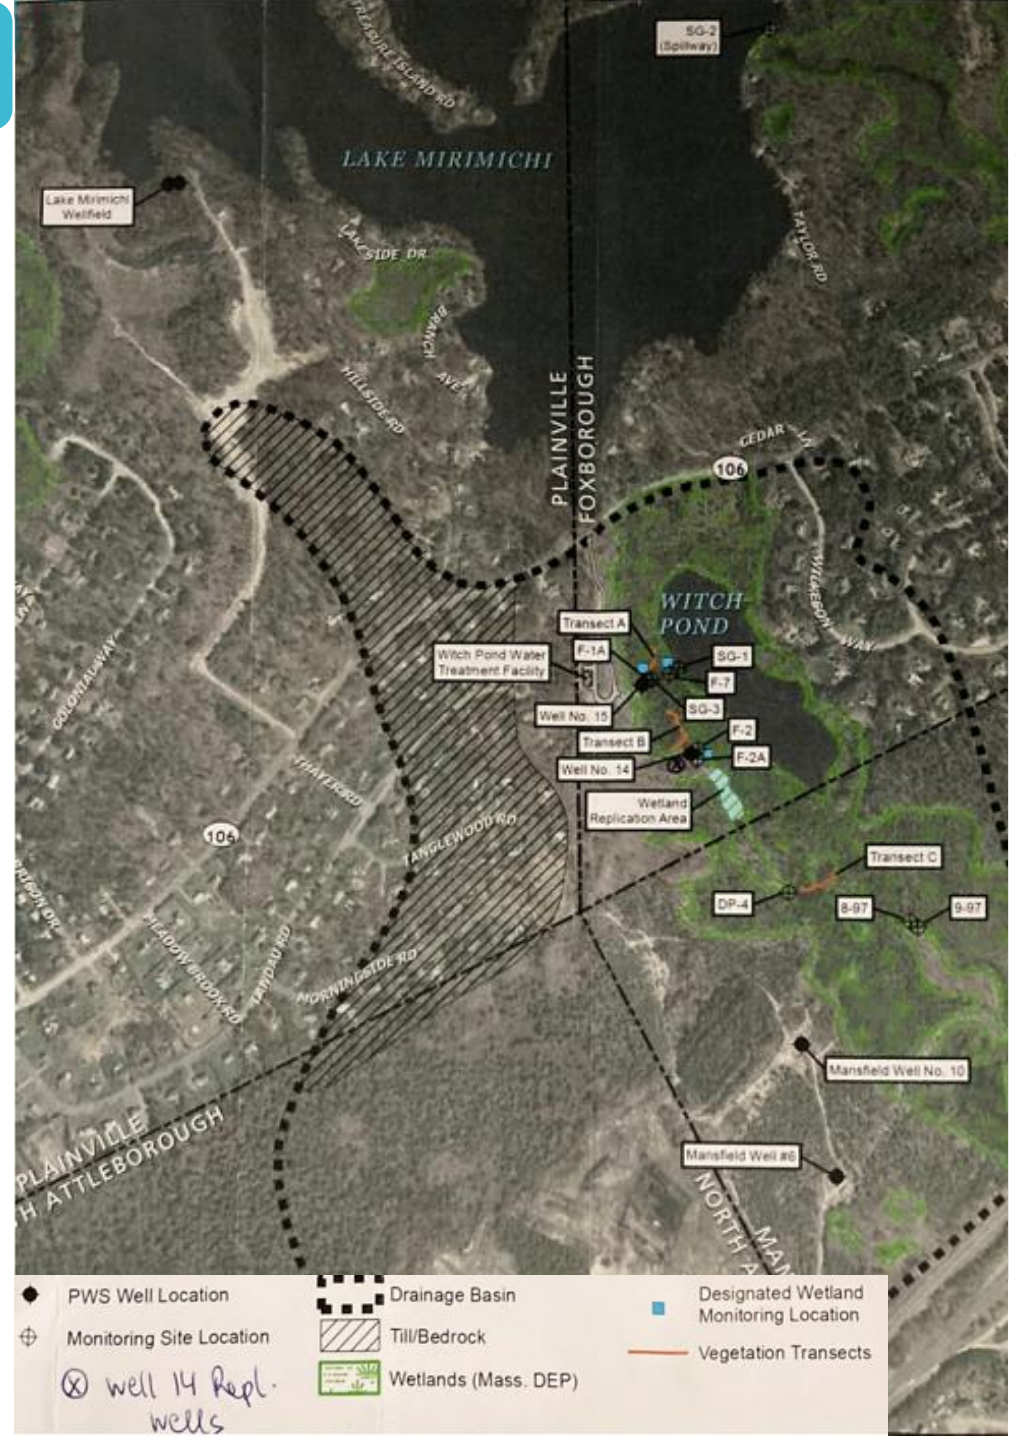 SG-2
(Spillway)
TREASURE ISLAND RD
LAKE MIRIMICHI
Lake Mirimichi
Wellfield
LAKESIDE DR
TAYLOR RD
BRANCH AVE
HILLSIDE RD
PLAINVILLE
FOXBOROUGH
CEDAR LN
106
WILKESON WAY
WITCH
POND
Transect A
F-1A
SG-1
Witch Pond Water
Treatment Facility
F-7
Well No. 15
SG-3
F-2
Transect B
F-2A
Well No. 14
Wetland
Replication Area
COLONIAL WAY
THAYER RD
106
TANGLEWOOD RD
Transect C
DP-4
8-97
9-97
MEADOWBROOK RD
LANDAU RD
MORNINGSIDE RD
Mansfield Well No. 10
PLAINVILLE
H ATTLEBOROUGH
Mansfield Well #6
NORTH A
MAN
PWS Well Location
Drainage Basin
Designated Wetland
Monitoring Location
Monitoring Site Location
Till/Bedrock
Vegetation Transects
Wetlands (Mass. DEP)
well 14 Repl.
wells